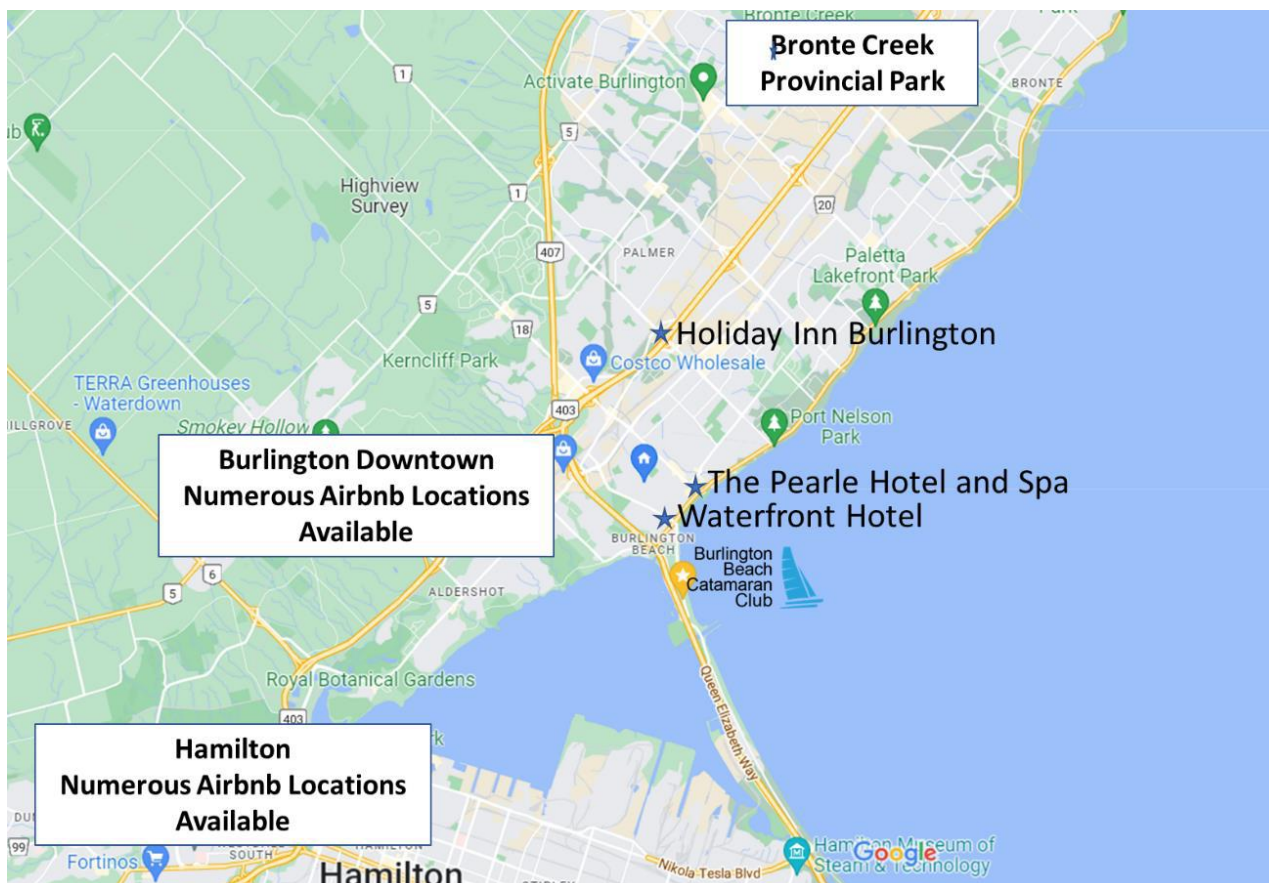 Bronte Creek
Park
Bronte Creek
Provincial Park
BRONTE
Activate Burlington
1
5
Highview
Survey
1
20
407
PALMER
Paletta
Lakefront Park
5
18
Holiday Inn Burlington
Kerncliff Park
Costco Wholesale
TERRA Greenhouses
- Waterdown
403
Port Nelson
Park
Smokey Hollow
Burlington Downtown
Numerous Airbnb Locations
Available
The Pearle Hotel and Spa
Waterfront Hotel
BURLINGTON
BEACH
Burlington
Beach
Catamaran
Club
6
5
ALDERSHOT
Royal Botanical Gardens
403
Queen Elizabeth Way
Hamilton
Numerous Airbnb Locations
Available
99
Fortinos
SOUTH
HAMILTON
Hamilton
Nikola Tesla Blvd
Hamilton Museum of
Steam & Technology
Google